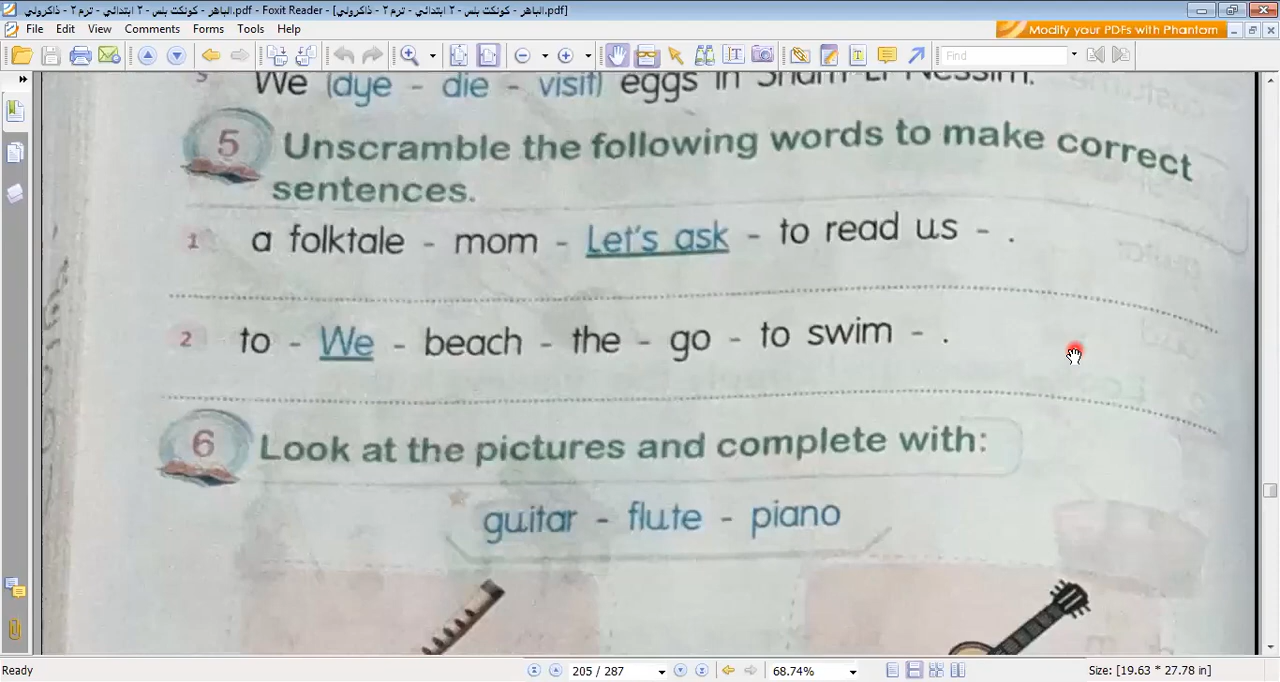 الباهر - كونكت بلس - ٢ ابتدائي - ترم ٢ - ذاكرولي.pdf - Foxit Reader - [الباهر - كونكت بلس - ٢ ابتدائي - ترم ٢ - ذاكرولي.pdf]
File Edit View Comments Forms Tools Help
Modify your PDFs with Phantom
Find
We (dye - die - visit) eggs in Sham El Nessim.
5 Unscramble the following words to make correct
sentences.
1 a folktale - mom - Let's ask - to read us - .
2 to - We - beach - the - go - to swim - .
6 Look at the pictures and complete with:
guitar - flute - piano
Ready 205 / 287 68.74% Size: [19.63 * 27.78 in]